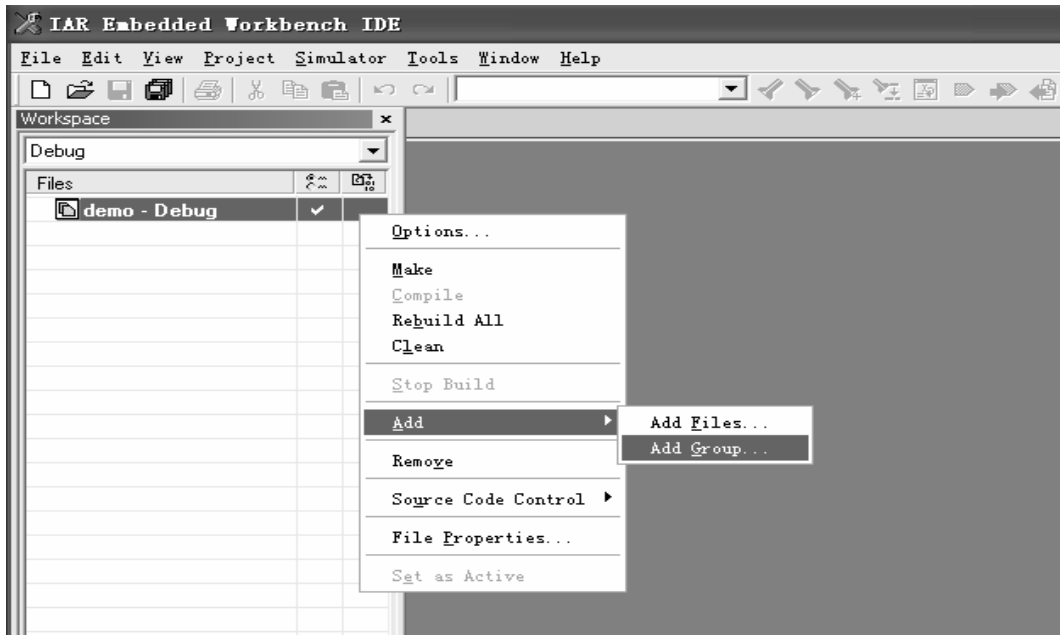 IAR Embedded Workbench IDE
File Edit View Project Simulator Tools Window Help
Workspace
Debug
Files
demo - Debug
Options...
Make
Compile
Rebuild All
Clean
Stop Build
Add
Add Files...
Add Group...
Remove
Source Code Control
File Properties...
Set as Active